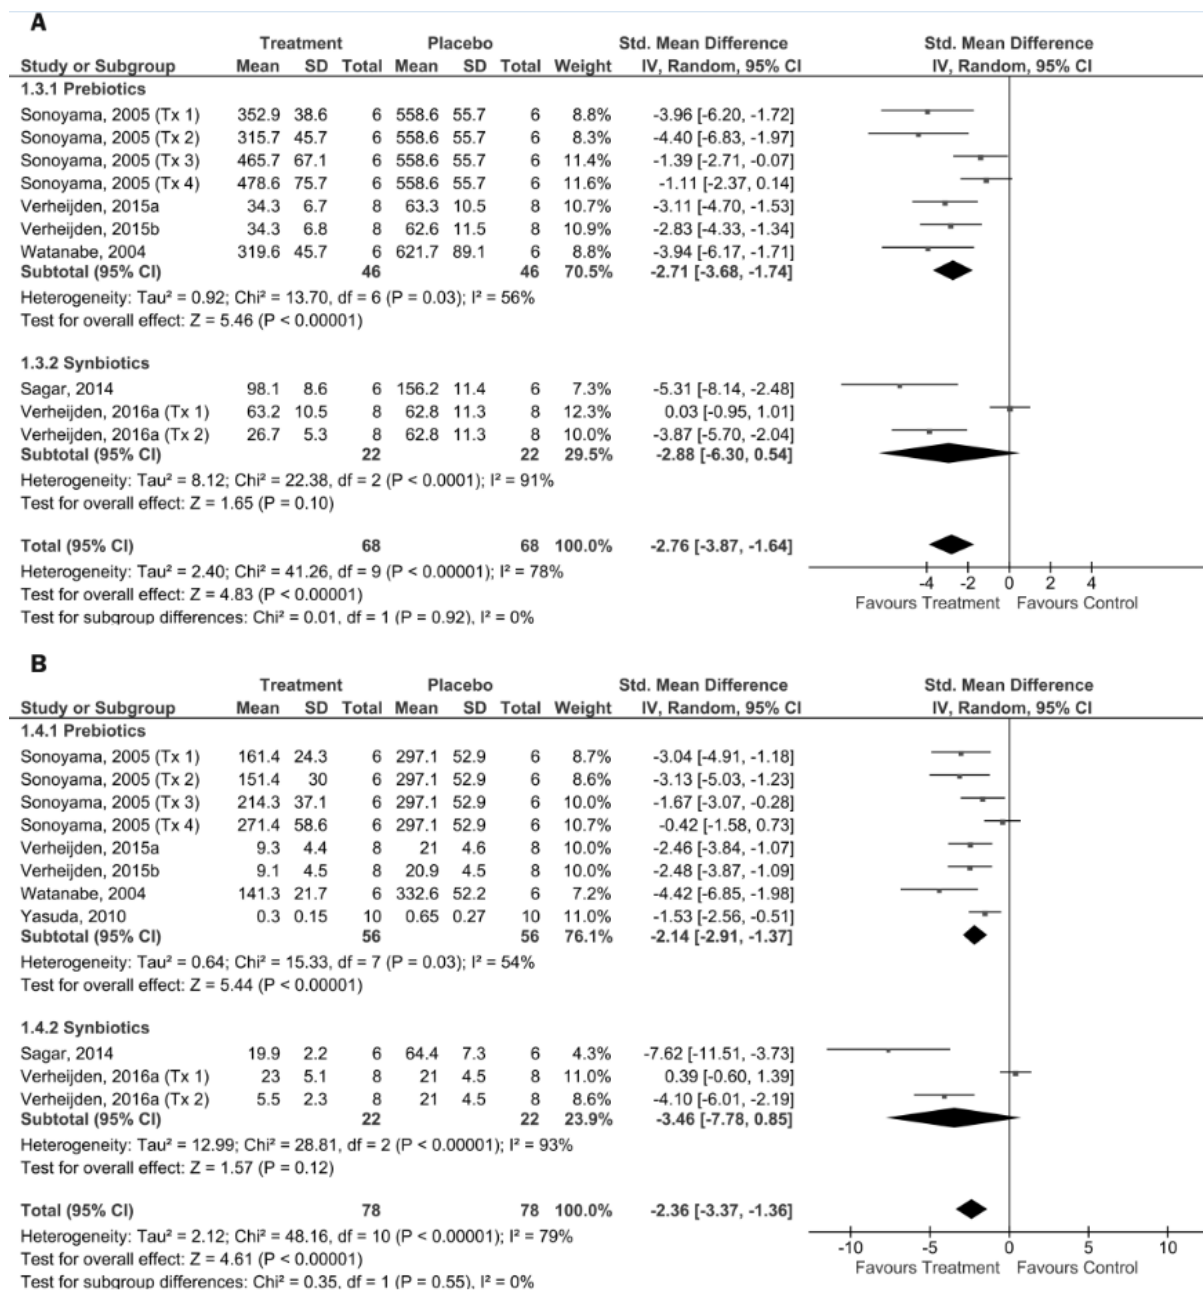 A
Treatment Placebo Std. Mean Difference Std. Mean Difference
Study or Subgroup Mean SD Total Mean SD Total Weight IV, Random, 95% CI IV, Random, 95% CI
1.3.1 Prebiotics
Sonoyama, 2005 (Tx 1) 352.9 38.6 6 558.6 55.7 6 8.8% -3.96 [-6.20, -1.72]
Sonoyama, 2005 (Tx 2) 315.7 45.7 6 558.6 55.7 6 8.3% -4.40 [-6.83, -1.97]
Sonoyama, 2005 (Tx 3) 465.7 67.1 6 558.6 55.7 6 11.4% -1.39 [-2.71, -0.07]
Sonoyama, 2005 (Tx 4) 478.6 75.7 6 558.6 55.7 6 11.6% -1.11 [-2.37, 0.14]
Verheijden, 2015a 34.3 6.7 8 63.3 10.5 8 10.7% -3.11 [-4.70, -1.53]
Verheijden, 2015b 34.3 6.8 8 62.6 11.5 8 10.9% -2.83 [-4.33, -1.34]
Watanabe, 2004 319.6 45.7 6 621.7 89.1 6 8.8% -3.94 [-6.17, -1.71]
Subtotal (95% CI) 46 46 70.5% -2.71 [-3.68, -1.74]
Heterogeneity: Tau² = 0.92; Chi² = 13.70, df = 6 (P = 0.03); I² = 56%
Test for overall effect: Z = 5.46 (P < 0.00001)
1.3.2 Synbiotics
Sagar, 2014 98.1 8.6 6 156.2 11.4 6 7.3% -5.31 [-8.14, -2.48]
Verheijden, 2016a (Tx 1) 63.2 10.5 8 62.8 11.3 8 12.3% 0.03 [-0.95, 1.01]
Verheijden, 2016a (Tx 2) 26.7 5.3 8 62.8 11.3 8 10.0% -3.87 [-5.70, -2.04]
Subtotal (95% CI) 22 22 29.5% -2.88 [-6.30, 0.54]
Heterogeneity: Tau² = 8.12; Chi² = 22.38, df = 2 (P < 0.0001); I² = 91%
Test for overall effect: Z = 1.65 (P = 0.10)
Total (95% CI) 68 68 100.0% -2.76 [-3.87, -1.64]
Heterogeneity: Tau² = 2.40; Chi² = 41.26, df = 9 (P < 0.00001); I² = 78%
Test for overall effect: Z = 4.83 (P < 0.00001)
Test for subgroup differences: Chi² = 0.01, df = 1 (P = 0.92), I² = 0%
-4 -2 0 2 4
Favours Treatment Favours Control
B
Treatment Placebo Std. Mean Difference Std. Mean Difference
Study or Subgroup Mean SD Total Mean SD Total Weight IV, Random, 95% CI IV, Random, 95% CI
1.4.1 Prebiotics
Sonoyama, 2005 (Tx 1) 161.4 24.3 6 297.1 52.9 6 8.7% -3.04 [-4.91, -1.18]
Sonoyama, 2005 (Tx 2) 151.4 30 6 297.1 52.9 6 8.6% -3.13 [-5.03, -1.23]
Sonoyama, 2005 (Tx 3) 214.3 37.1 6 297.1 52.9 6 10.0% -1.67 [-3.07, -0.28]
Sonoyama, 2005 (Tx 4) 271.4 58.6 6 297.1 52.9 6 10.7% -0.42 [-1.58, 0.73]
Verheijden, 2015a 9.3 4.4 8 21 4.6 8 10.0% -2.46 [-3.84, -1.07]
Verheijden, 2015b 9.1 4.5 8 20.9 4.5 8 10.0% -2.48 [-3.87, -1.09]
Watanabe, 2004 141.3 21.7 6 332.6 52.2 6 7.2% -4.42 [-6.85, -1.98]
Yasuda, 2010 0.3 0.15 10 0.65 0.27 10 11.0% -1.53 [-2.56, -0.51]
Subtotal (95% CI) 56 56 76.1% -2.14 [-2.91, -1.37]
Heterogeneity: Tau² = 0.64; Chi² = 15.33, df = 7 (P = 0.03); I² = 54%
Test for overall effect: Z = 5.44 (P < 0.00001)
1.4.2 Synbiotics
Sagar, 2014 19.9 2.2 6 64.4 7.3 6 4.3% -7.62 [-11.51, -3.73]
Verheijden, 2016a (Tx 1) 23 5.1 8 21 4.5 8 11.0% 0.39 [-0.60, 1.39]
Verheijden, 2016a (Tx 2) 5.5 2.3 8 21 4.5 8 8.6% -4.10 [-6.01, -2.19]
Subtotal (95% CI) 22 22 23.9% -3.46 [-7.78, 0.85]
Heterogeneity: Tau² = 12.99; Chi² = 28.81, df = 2 (P < 0.00001); I² = 93%
Test for overall effect: Z = 1.57 (P = 0.12)
Total (95% CI) 78 78 100.0% -2.36 [-3.37, -1.36]
Heterogeneity: Tau² = 2.12; Chi² = 48.16, df = 10 (P < 0.00001); I² = 79%
Test for overall effect: Z = 4.61 (P < 0.00001)
Test for subgroup differences: Chi² = 0.35, df = 1 (P = 0.55), I² = 0%
-10 -5 0 5 10
Favours Treatment Favours Control